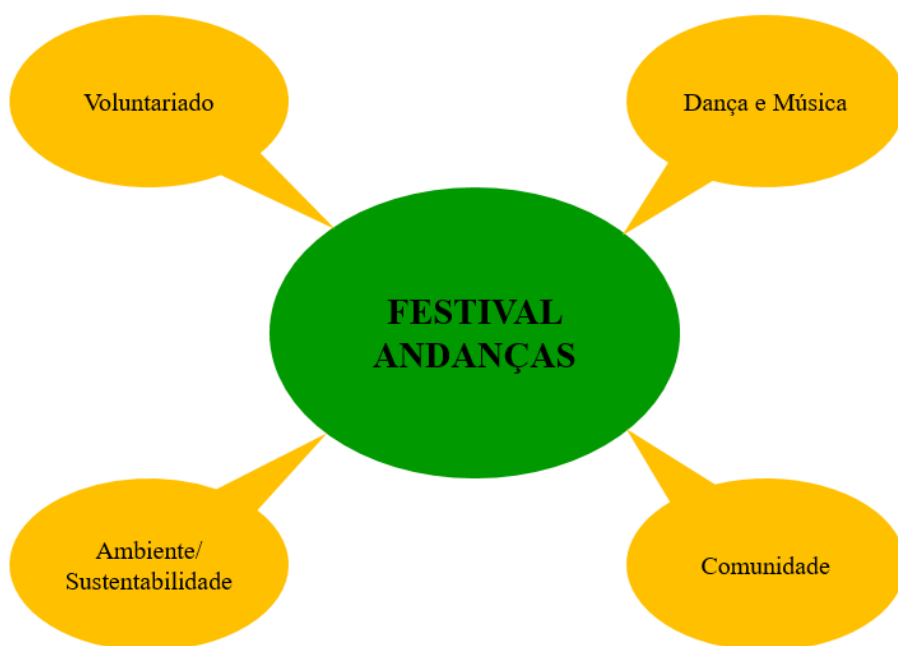 Voluntariado
Dança e Música
FESTIVAL
ANDANÇAS
Ambiente/
Sustentabilidade
Comunidade